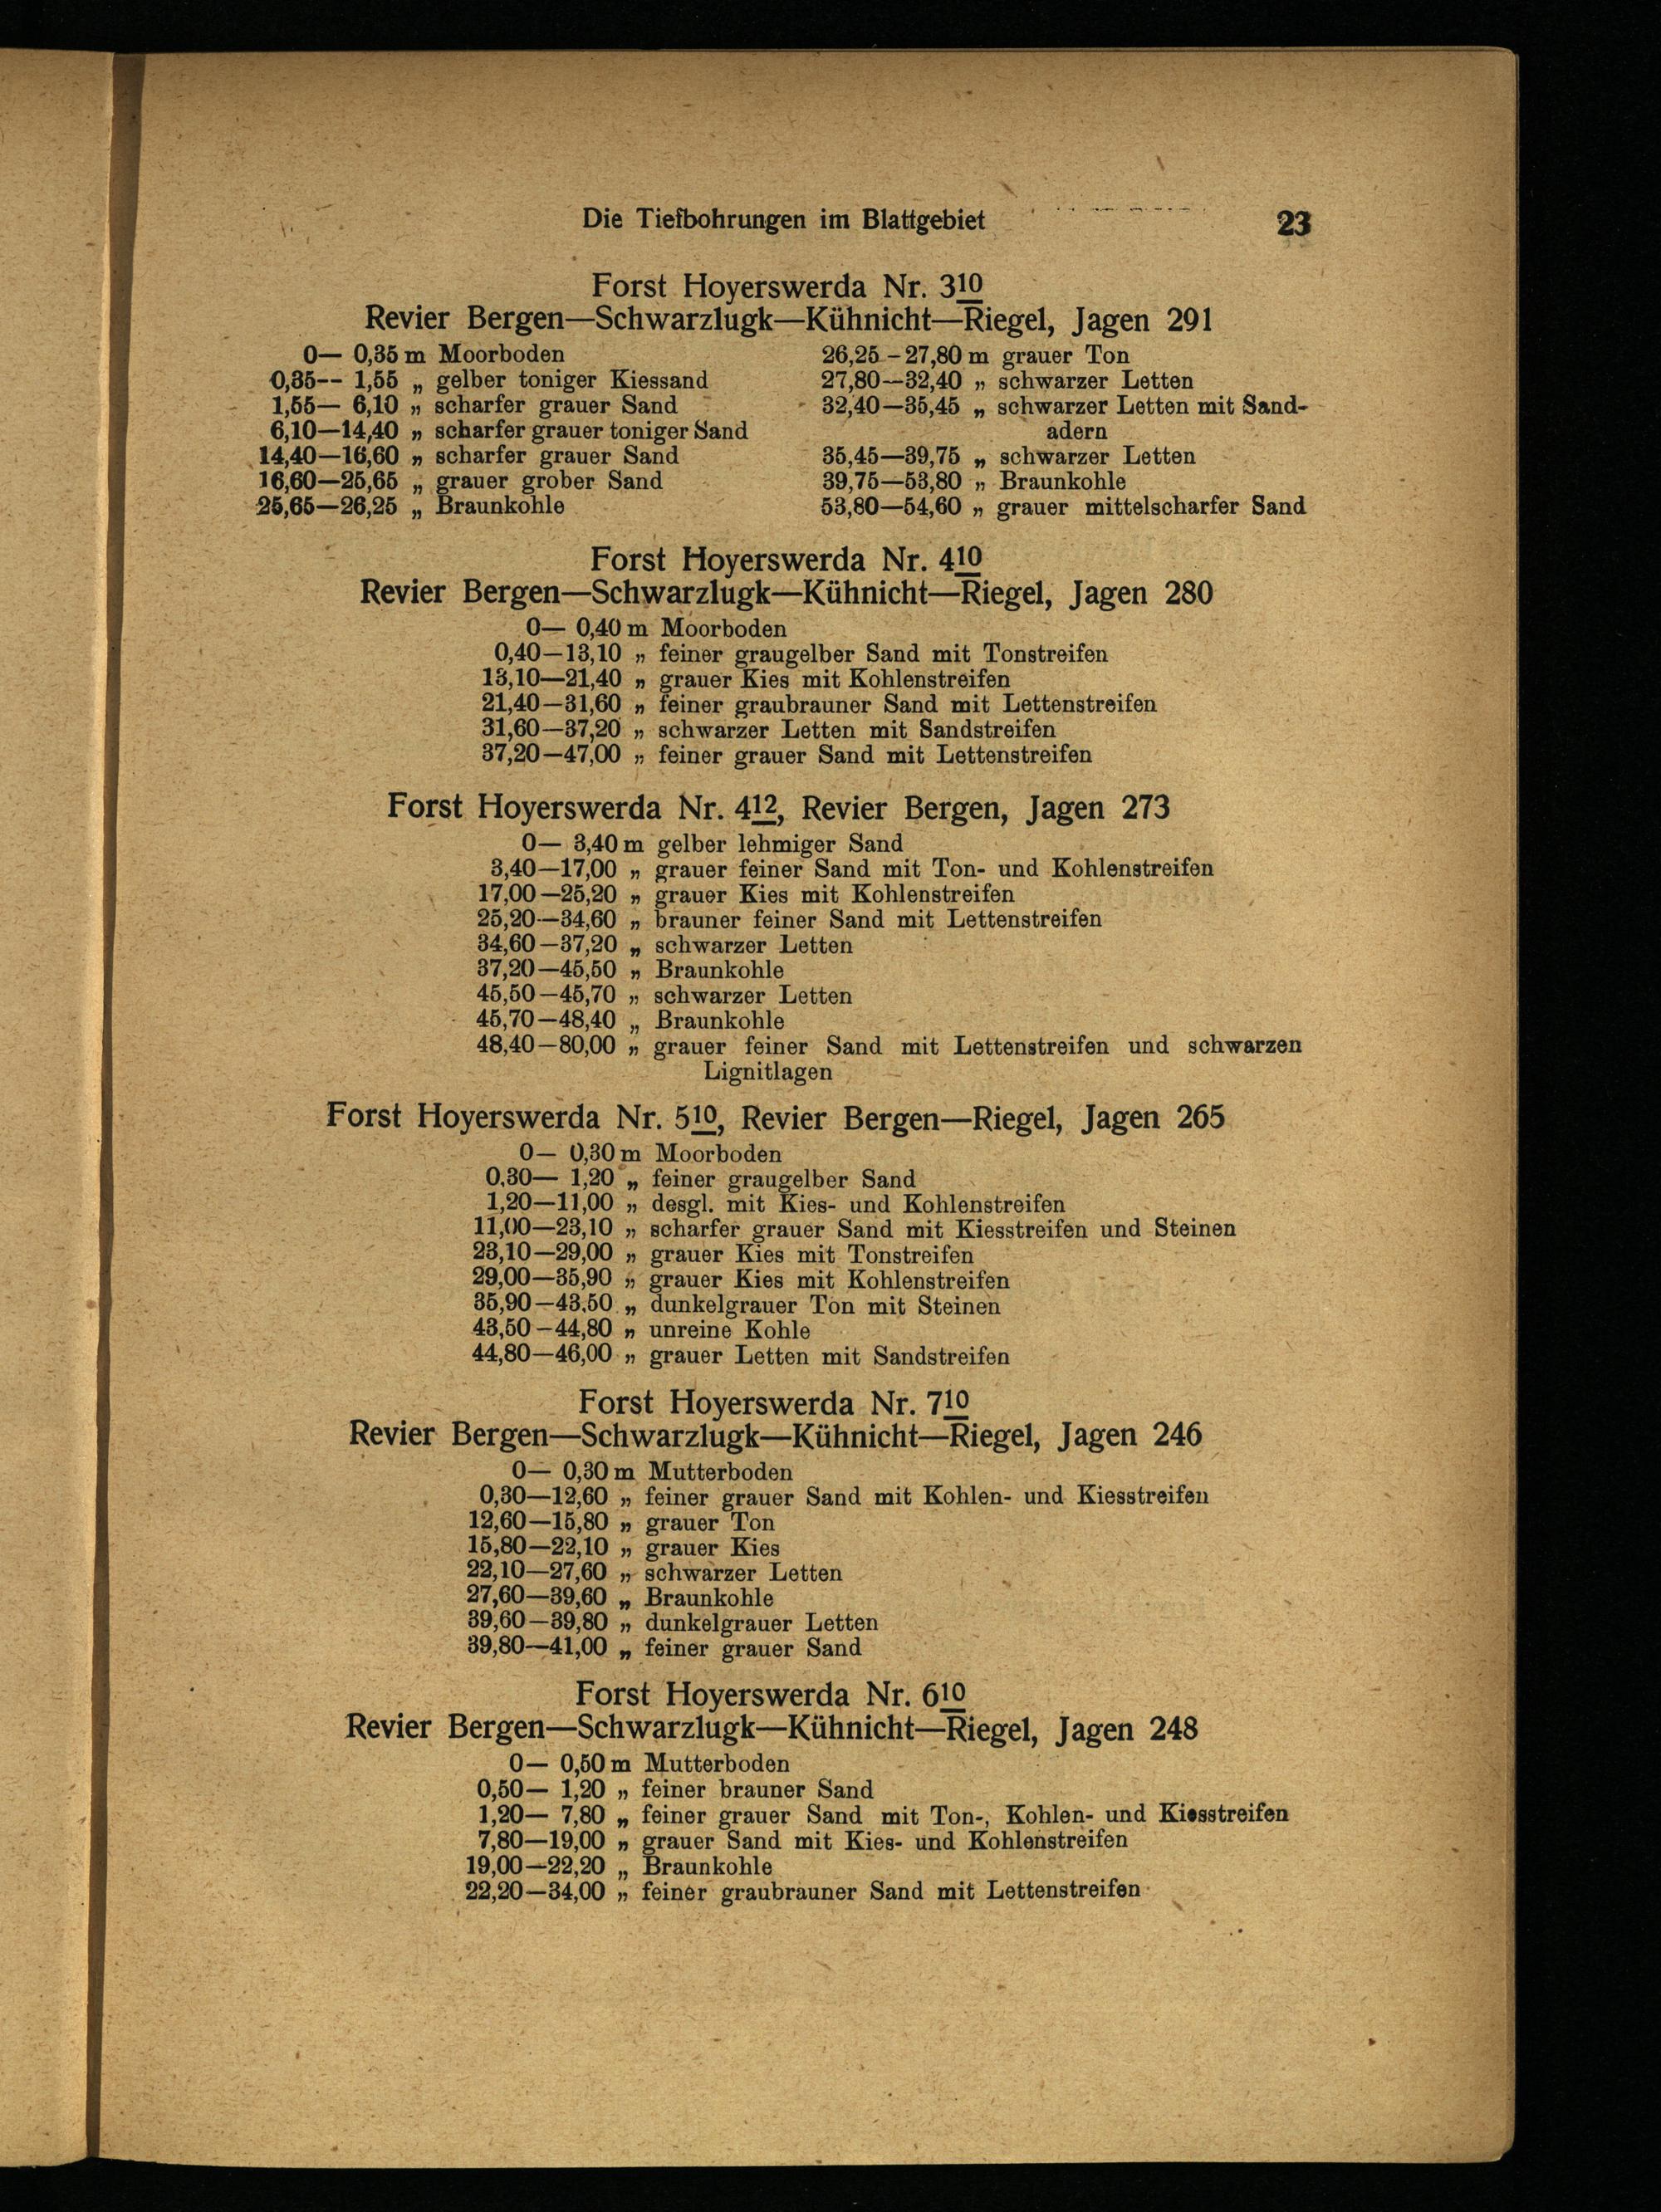 Die Tiefbohrungen im Blattgebiet 23
Forst Hoyerswerda Nr. 310
Revier Bergen—Schwarzlugk—Kühnicht—Riegel, Jagen 291
0— 0,35 m Moorboden
0,35-- 1,55 „ gelber toniger Kiessand
1,55— 6,10 „ scharfer grauer Sand
6,10—14,40 „ scharfer grauer toniger Sand
14,40—16,60 „ scharfer grauer Sand
16,60—25,65 „ grauer grober Sand
25,65—26,25 „ Braunkohle
26,25–27,80 m grauer Ton
27,80—32,40 „ schwarzer Letten
32,40—35,45 „ schwarzer Letten mit Sand-
adern
35,45—39,75 „ schwarzer Letten
39,75—53,80 „ Braunkohle
53,80—54,60 „ grauer mittelscharfer Sand
Forst Hoyerswerda Nr. 410
Revier Bergen—Schwarzlugk—Kühnicht—Riegel, Jagen 280
0— 0,40 m Moorboden
0,40—13,10 „ feiner graugelber Sand mit Tonstreifen
13,10—21,40 „ grauer Kies mit Kohlenstreifen
21,40—31,60 „ feiner graubrauner Sand mit Lettenstreifen
31,60—37,20 „ schwarzer Letten mit Sandstreifen
37,20—47,00 „ feiner grauer Sand mit Lettenstreifen
Forst Hoyerswerda Nr. 412, Revier Bergen, Jagen 273
0— 3,40 m gelber lehmiger Sand
3,40—17,00 „ grauer feiner Sand mit Ton- und Kohlenstreifen
17,00—25,20 „ grauer Kies mit Kohlenstreifen
25,20—34,60 „ brauner feiner Sand mit Lettenstreifen
34,60—37,20 „ schwarzer Letten
37,20—45,50 „ Braunkohle
45,50—45,70 „ schwarzer Letten
45,70—48,40 „ Braunkohle
48,40—80,00 „ grauer feiner Sand mit Lettenstreifen und schwarzen
Lignitlagen
Forst Hoyerswerda Nr. 510, Revier Bergen—Riegel, Jagen 265
0— 0,30 m Moorboden
0,30— 1,20 „ feiner graugelber Sand
1,20—11,00 „ desgl. mit Kies- und Kohlenstreifen
11,00—23,10 „ scharfer grauer Sand mit Kiesstreifen und Steinen
23,10—29,00 „ grauer Kies mit Tonstreifen
29,00—35,90 „ grauer Kies mit Kohlenstreifen
35,90—43,50 „ dunkelgrauer Ton mit Steinen
43,50–44,80 „ unreine Kohle
44,80—46,00 „ grauer Letten mit Sandstreifen
Forst Hoyerswerda Nr. 710
Revier Bergen—Schwarzlugk—Kühnicht—Riegel, Jagen 246
0— 0,30 m Mutterboden
0,30—12,60 „ feiner grauer Sand mit Kohlen- und Kiesstreifen
12,60—15,80 „ grauer Ton
15,80—22,10 „ grauer Kies
22,10—27,60 „ schwarzer Letten
27,60—39,60 „ Braunkohle
39,60—39,80 „ dunkelgrauer Letten
39,80—41,00 „ feiner grauer Sand
Forst Hoyerswerda Nr. 610
Revier Bergen—Schwarzlugk—Kühnicht—Riegel, Jagen 248
0— 0,50 m Mutterboden
0,50— 1,20 „ feiner brauner Sand
1,20— 7,80 „ feiner grauer Sand mit Ton-, Kohlen- und Kiesstreifen
7,80—19,00 „ grauer Sand mit Kies- und Kohlenstreifen
19,00—22,20 „ Braunkohle
22,20—34,00 „ feiner graubrauner Sand mit Lettenstreifen